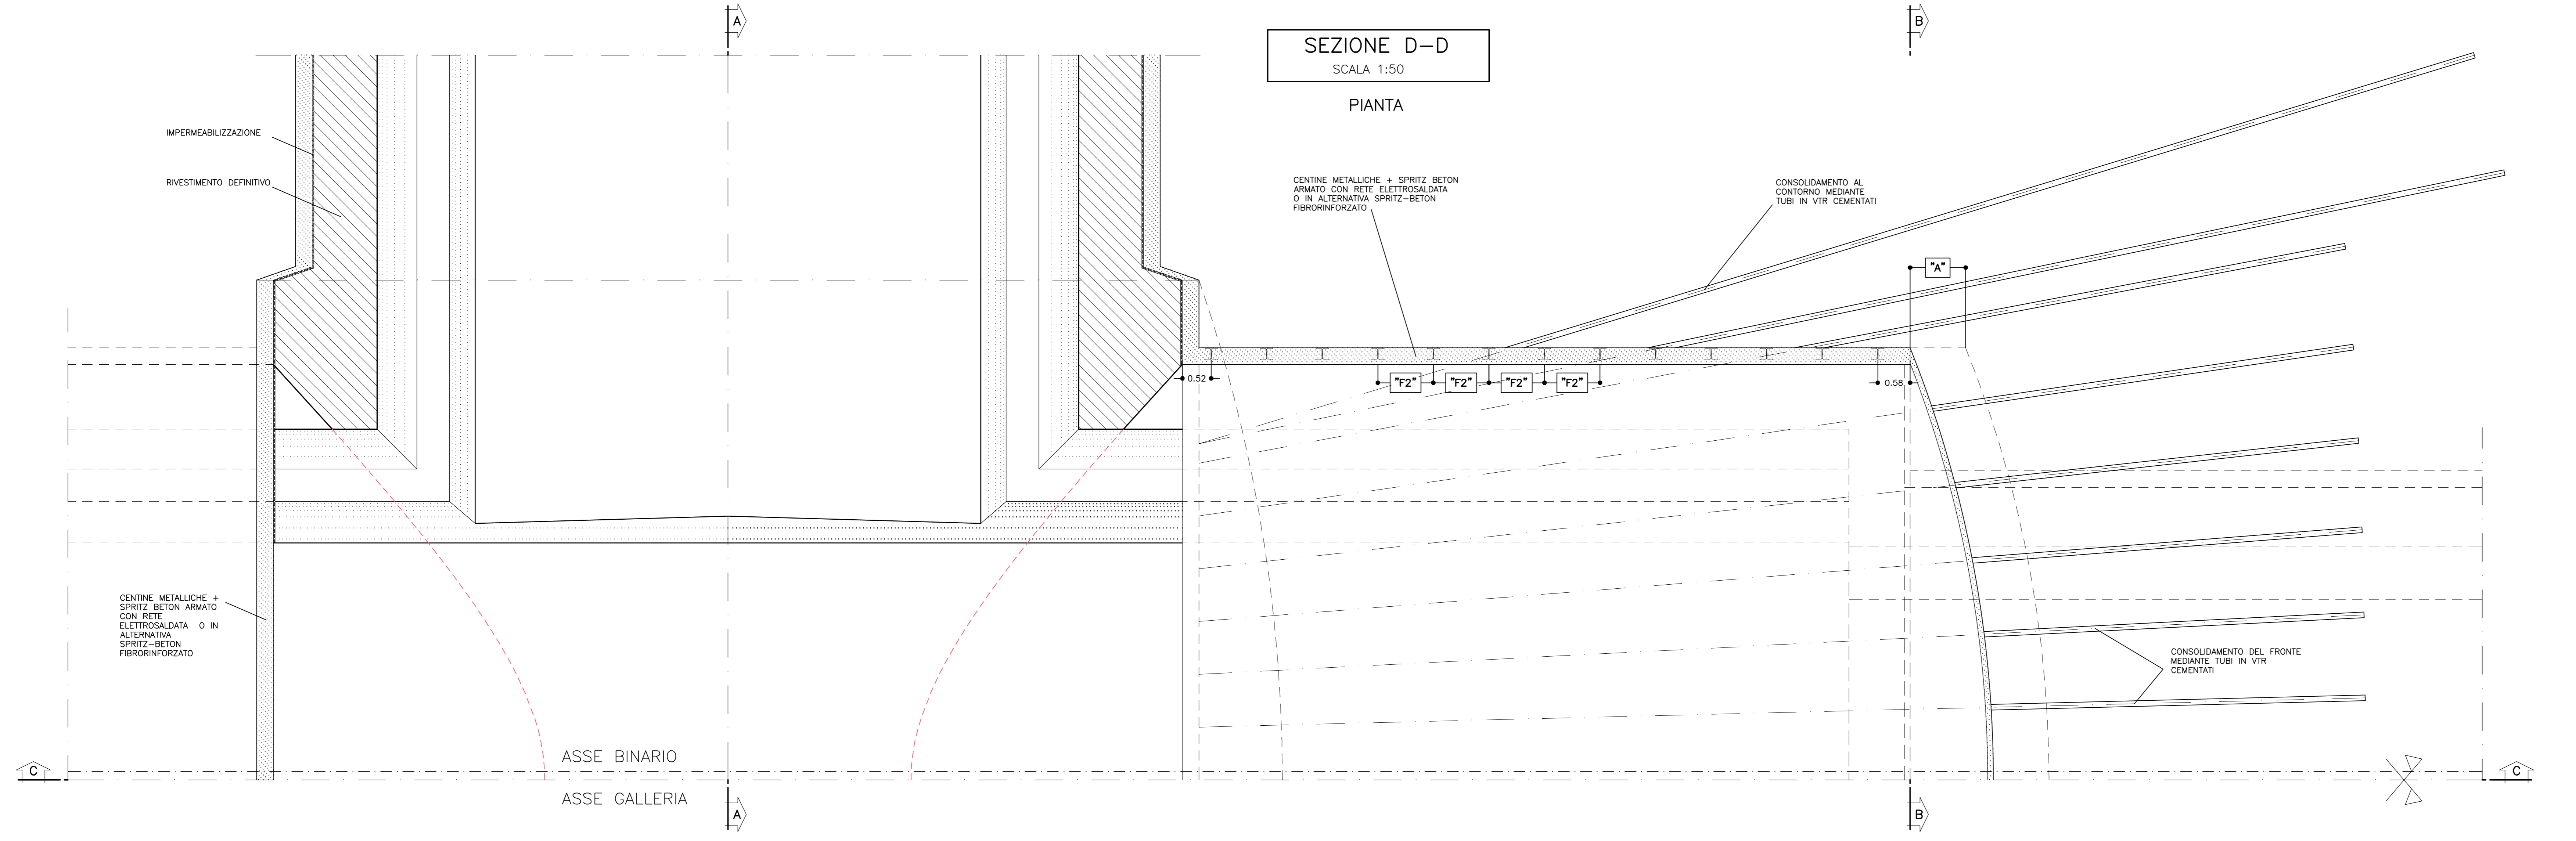 A
B
SEZIONE D-D
SCALA 1:50
PIANTA
IMPERMEABILIZZAZIONE
RIVESTIMENTO DEFINITIVO
CENTINE METALLICHE + SPRITZ BETON
ARMATO CON RETE ELETTROSALDATA
O IN ALTERNATIVA SPRITZ-BETON
FIBRORINFORZATO
CONSOLIDAMENTO AL
CONTORNO MEDIANTE
TUBI IN VTR CEMENTATI
"A"
0.52
"F2"
"F2"
"F2"
"F2"
0.58
CENTINE METALLICHE +
SPRITZ BETON ARMATO
CON RETE
ELETTROSALDATA O IN
ALTERNATIVA
SPRITZ-BETON
FIBRORINFORZATO
CONSOLIDAMENTO DEL FRONTE
MEDIANTE TUBI IN VTR
CEMENTATI
ASSE BINARIO
C
C
ASSE GALLERIA
A
B